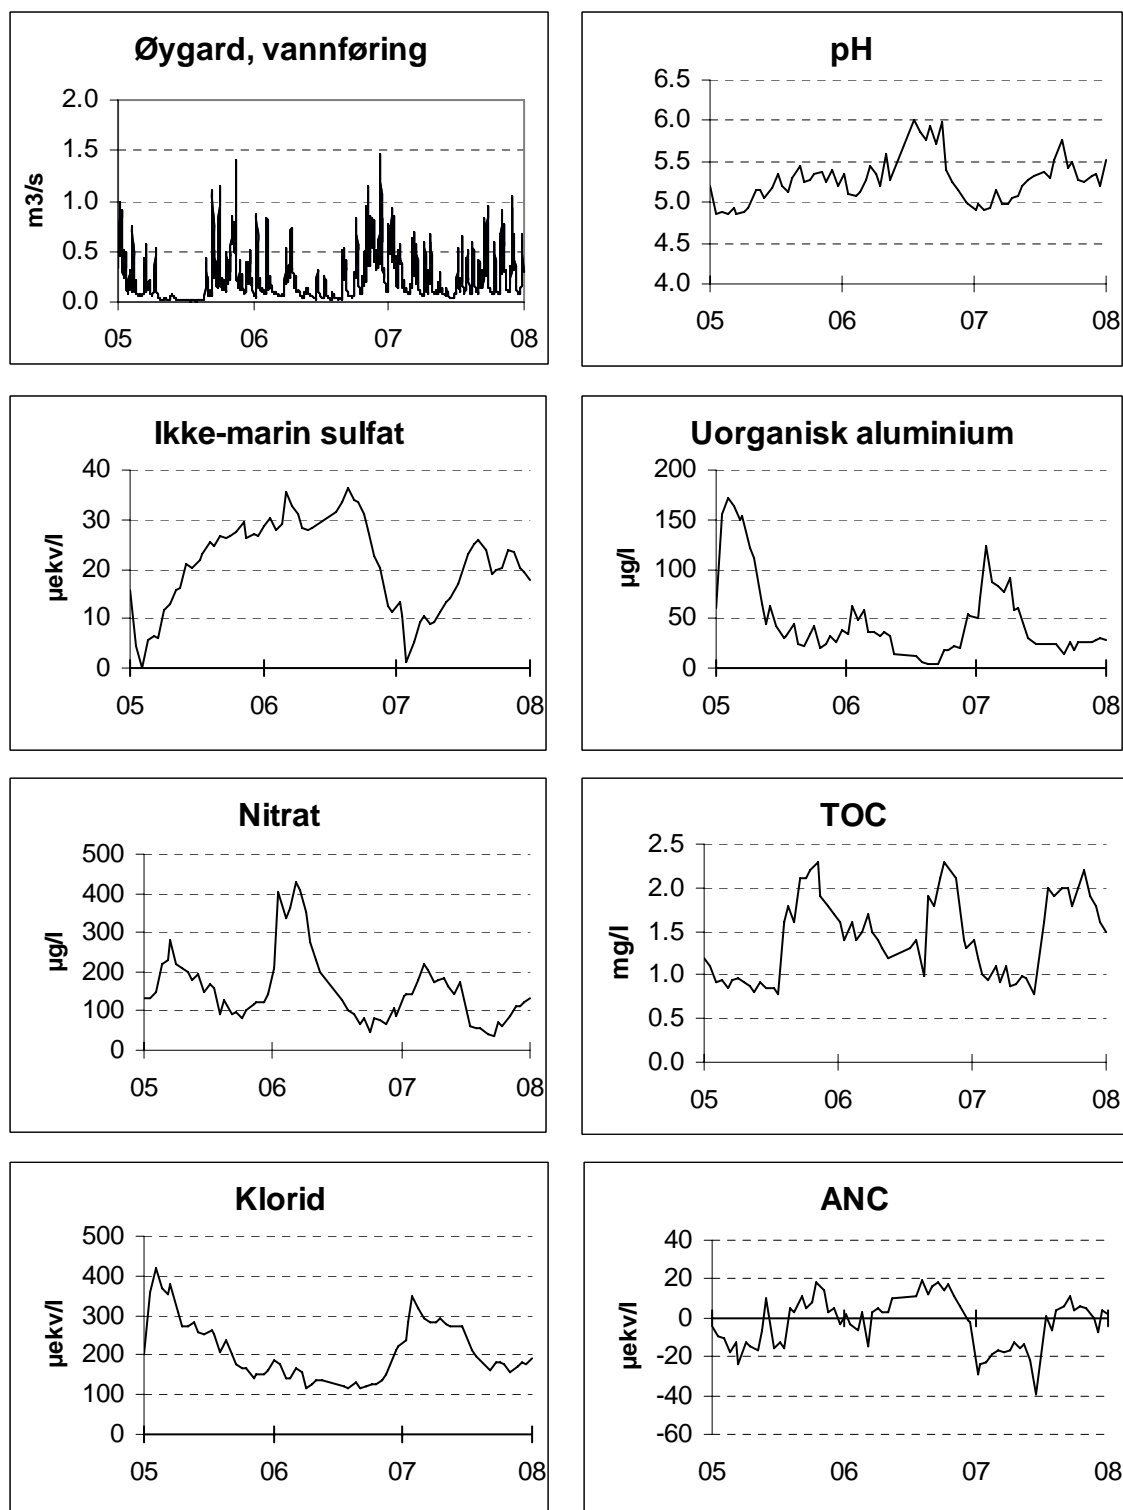 Øygard, vannføring
m3/s
2.0
1.5
1.0
0.5
0.0
05 06 07 08
pH
6.5
6.0
5.5
5.0
4.5
4.0
05 06 07 08
Ikke-marin sulfat
µekv/l
40
30
20
10
0
05 06 07 08
Uorganisk aluminium
µg/l
200
150
100
50
0
05 06 07 08
Nitrat
µg/l
500
400
300
200
100
0
05 06 07 08
TOC
mg/l
2.5
2.0
1.5
1.0
0.5
0.0
05 06 07 08
Klorid
µekv/l
500
400
300
200
100
0
05 06 07 08
ANC
µekv/l
40
20
0
-20
-40
-60
05 06 07 08